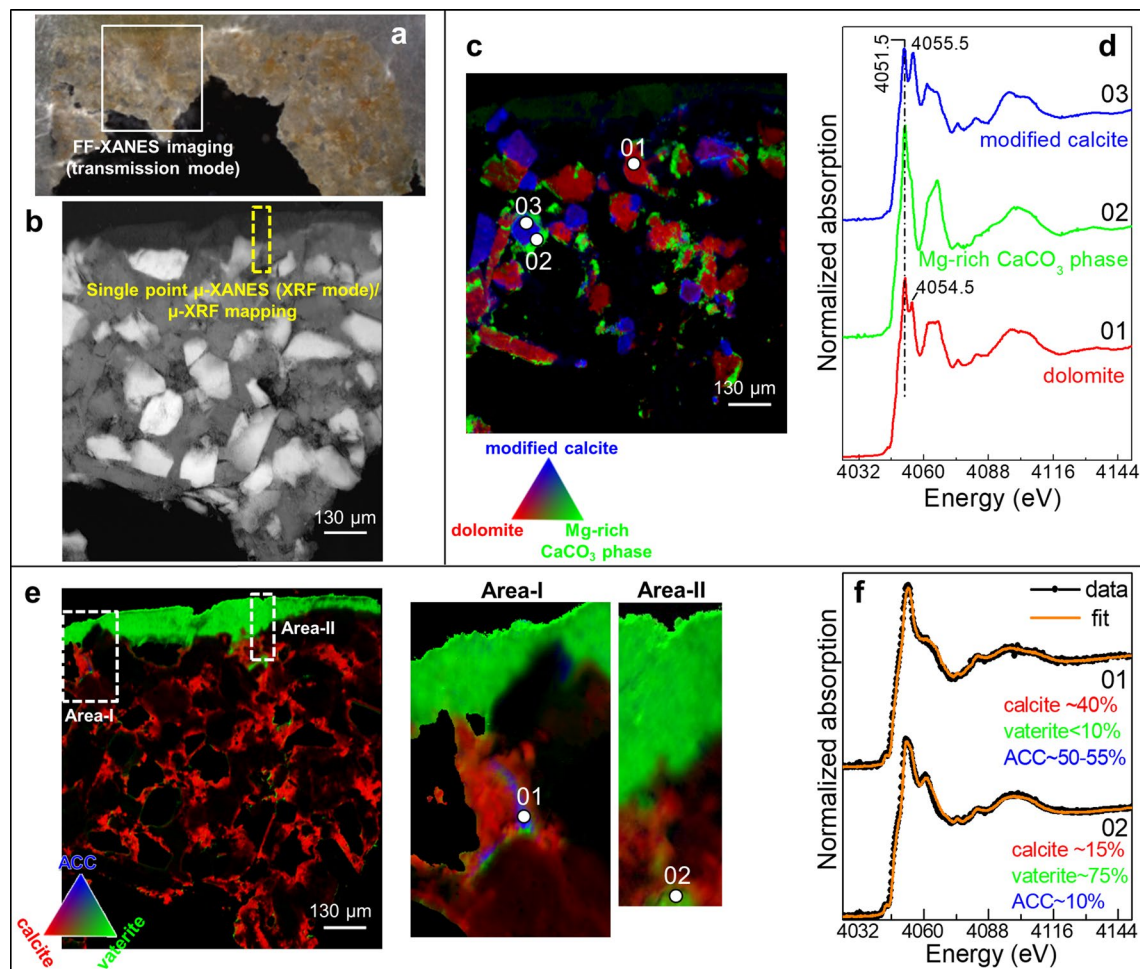 a
FF-XANES imaging
(transmission mode)
b
Single point µ-XANES (XRF mode)/
µ-XRF mapping
130 µm
c
01
03
02
130 µm
modified calcite
dolomite
Mg-rich
CaCO₃ phase
d
4051.5
4055.5
03
modified calcite
02
Mg-rich CaCO₃ phase
4054.5
01
dolomite
Normalized absorption
4032 4060 4088 4116 4144
Energy (eV)
e
Area-I
Area-II
ACC
calcite
vaterite
130 µm
Area-I
01
Area-II
02
f
data
fit
01
calcite ~40%
vaterite<10%
ACC~50-55%
02
calcite ~15%
vaterite~75%
ACC~10%
Normalized absorption
4032 4060 4088 4116 4144
Energy (eV)